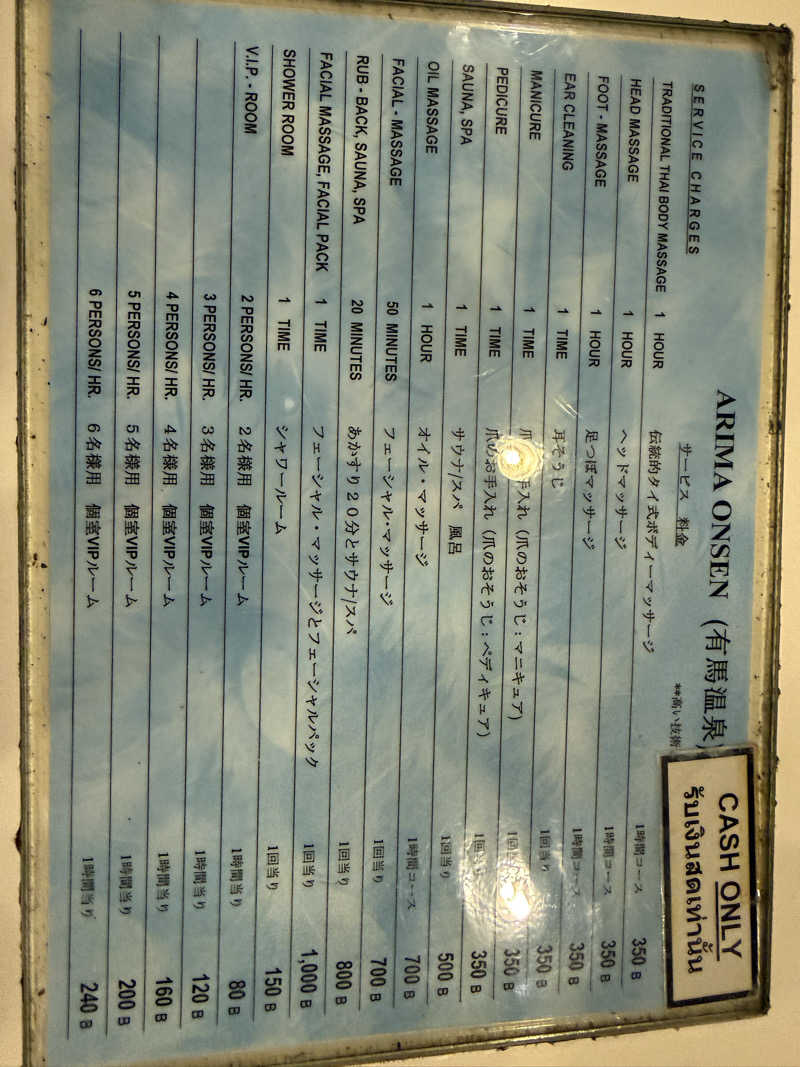 ARIMA ONSEN (有馬温泉)
SERVICE CHARGES サービス 料金 **高い技術
CASH ONLY
รับเงินสดเท่านั้น
TRADITIONAL THAI BODY MASSAGE 1 HOUR 伝統的タイ式ボディーマッサージ 1時間コース 350 B
HEAD MASSAGE 1 HOUR ヘッドマッサージ 1時間コース 350 B
FOOT - MASSAGE 1 HOUR 足つぼマッサージ 1時間コース 350 B
EAR CLEANING 1 TIME 耳そうじ 1回当り 350 B
MANICURE 1 TIME 爪 手入れ (爪のおそうじ:マニキュア) 350 B
PEDICURE 1 TIME 爪のお手入れ (爪のおそうじ:ペディキュア) 1回 350 B
SAUNA, SPA 1 TIME サウナ/スパ 風呂 1回当り 500 B
OIL MASSAGE 1 HOUR オイル・マッサージ 1時間コース 700 B
FACIAL - MASSAGE 50 MINUTES フェーシャル・マッサージ 1回当り 700 B
RUB - BACK, SAUNA, SPA 20 MINUTES あかすり20分とサウナ/スパ 1回当り 800 B
FACIAL MASSAGE, FACIAL PACK 1 TIME フェーシャル・マッサージとフェーシャルパック 1回当り 1,000 B
SHOWER ROOM 1 TIME シャワールーム 1回当り 150 B
V.I.P. - ROOM 2 PERSONS/ HR. 2名様用 個室VIPルーム 1時間当り 80 B
3 PERSONS/ HR. 3名様用 個室VIPルーム 1時間当り 120 B
4 PERSONS/ HR. 4名様用 個室VIPルーム 1時間当り 160 B
5 PERSONS/ HR. 5名様用 個室VIPルーム 1時間当り 200 B
6 PERSONS/ HR. 6名様用 個室VIPルーム 1時間当り 240 B